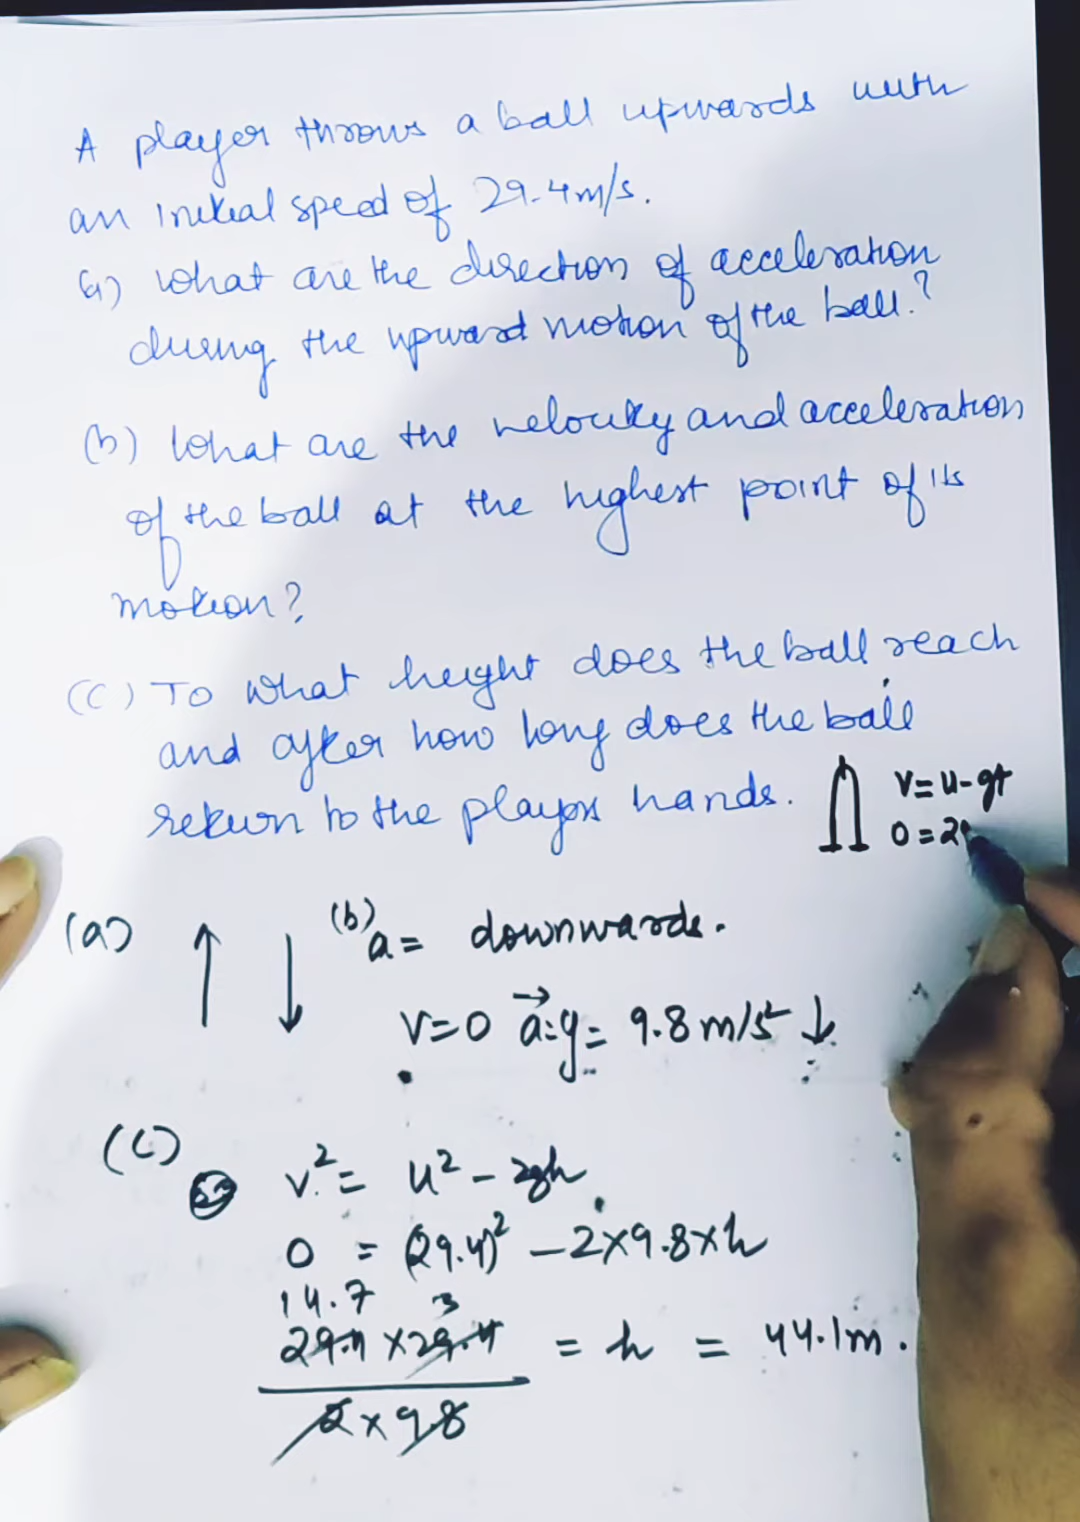 A player throws a ball upwards with
an initial speed of 29.4m/s.
(a) What are the direction of acceleration
during the upward motion of the ball?
(b) What are the velocity and acceleration
of the ball at the highest point of its
motion?
(C) To what height does the ball reach
and after how long does the ball
return to the players hands.
v=u-gt
0=2
(a) ↑ ↓ (b) a= downwards.
v=0 a⃗=g= 9.8 m/s² ↓
(C)
v²= u² - 2gh
0 = (29.4)² - 2×9.8×h
14.7 3
29.4 ×29.4 = h = 44.1m.
2×9.8